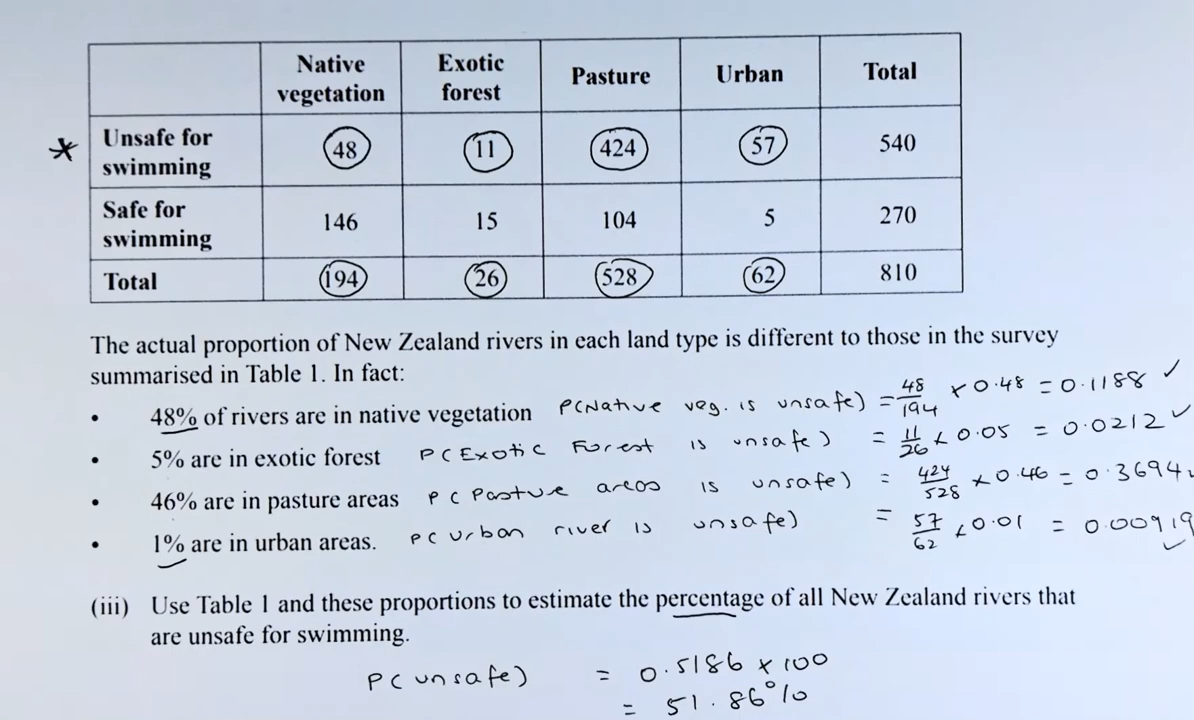 Native vegetation Exotic forest Pasture Urban Total
* Unsafe for swimming 48 11 424 57 540
Safe for swimming 146 15 104 5 270
Total 194 26 528 62 810
The actual proportion of New Zealand rivers in each land type is different to those in the survey
summarised in Table 1. In fact:
• 48% of rivers are in native vegetation P(Native veg. is unsafe) = 48/194 × 0.48 = 0.1188 ✓
• 5% are in exotic forest P(Exotic Forest is unsafe) = 11/26 × 0.05 = 0.0212 ✓
• 46% are in pasture areas P(Pastue areas is unsafe) = 424/528 × 0.46 = 0.3694 ✓
• 1% are in urban areas. P(Urban river is unsafe) = 57/62 × 0.01 = 0.00919 ✓
(iii) Use Table 1 and these proportions to estimate the percentage of all New Zealand rivers that
are unsafe for swimming.
P(unsafe) = 0.5186 × 100
= 51.86%